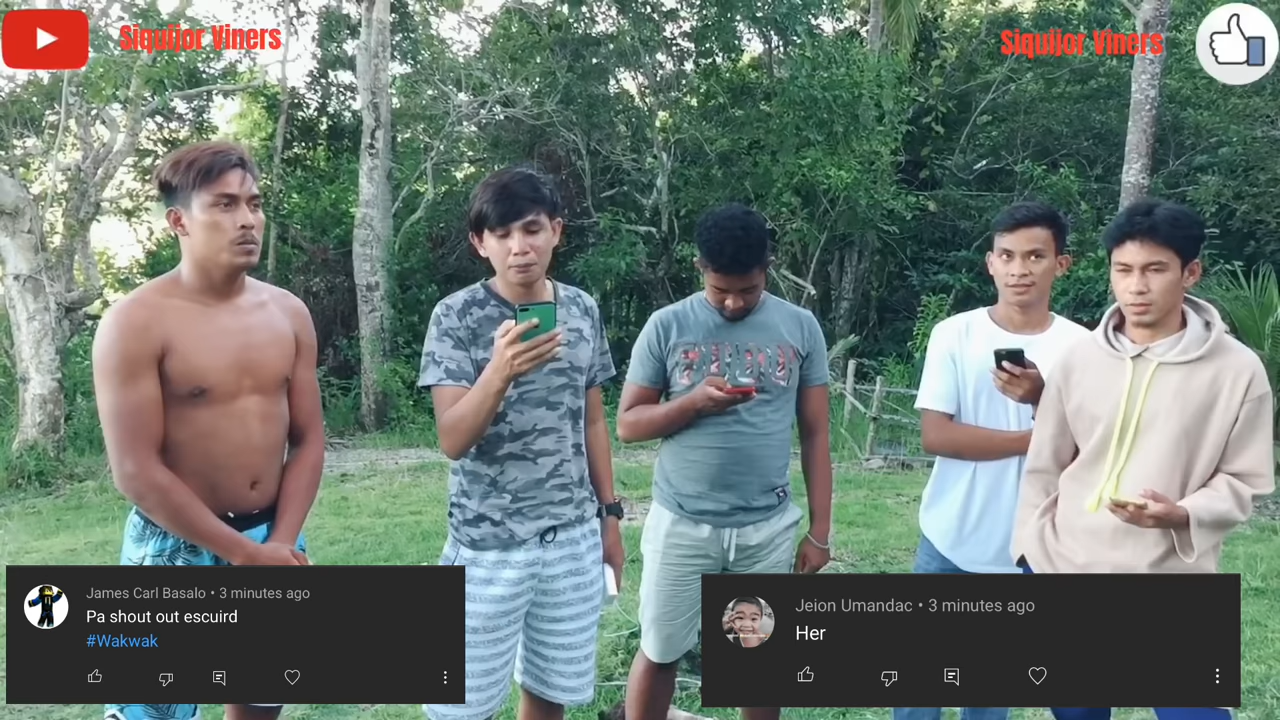 Siquijor Viners
Siquijor Viners
James Carl Basalo • 3 minutes ago
Pa shout out escuird
#Wakwak
Jeion Umandac • 3 minutes ago
Her